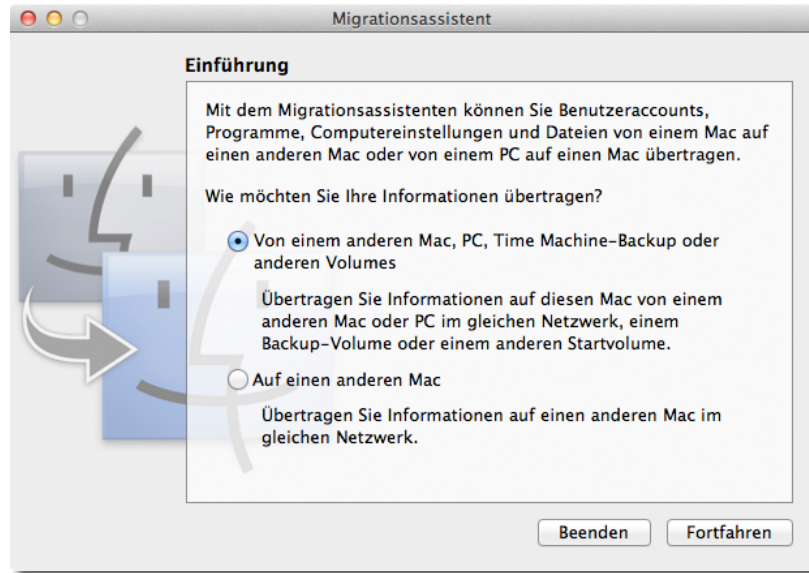 Migrationsassistent
Einführung
Mit dem Migrationsassistenten können Sie Benutzeraccounts,
Programme, Computereinstellungen und Dateien von einem Mac auf
einen anderen Mac oder von einem PC auf einen Mac übertragen.
Wie möchten Sie Ihre Informationen übertragen?
Von einem anderen Mac, PC, Time Machine-Backup oder
anderen Volumes
Übertragen Sie Informationen auf diesen Mac von einem
anderen Mac oder PC im gleichen Netzwerk, einem
Backup-Volume oder einem anderen Startvolume.
Auf einen anderen Mac
Übertragen Sie Informationen auf einen anderen Mac im
gleichen Netzwerk.
Beenden Fortfahren